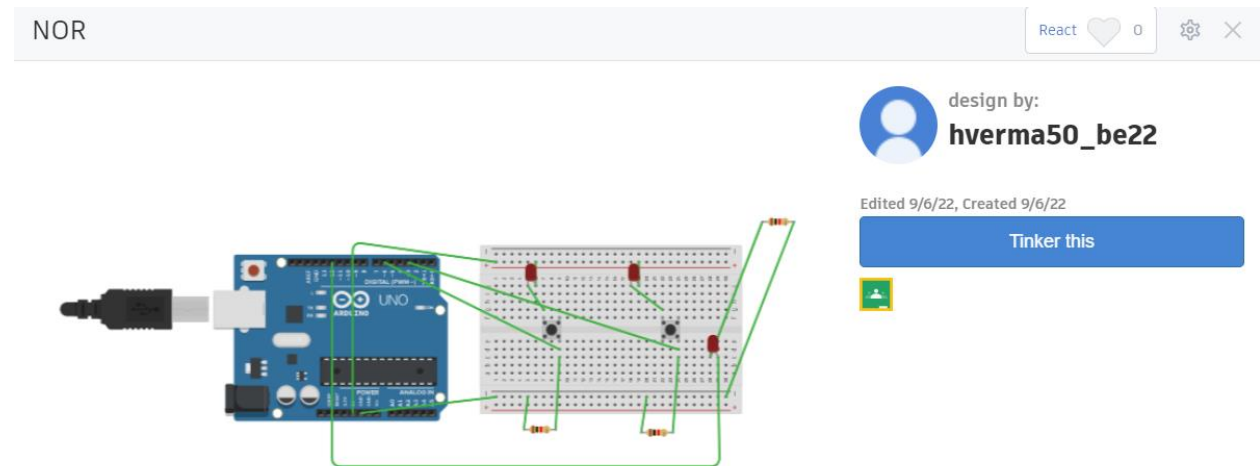 NOR
React 0
design by:
hverma50_be22
Edited 9/6/22, Created 9/6/22
Tinker this
DIGITAL (PWM~)
UNO
ARDUINO
POWER
ANALOG IN